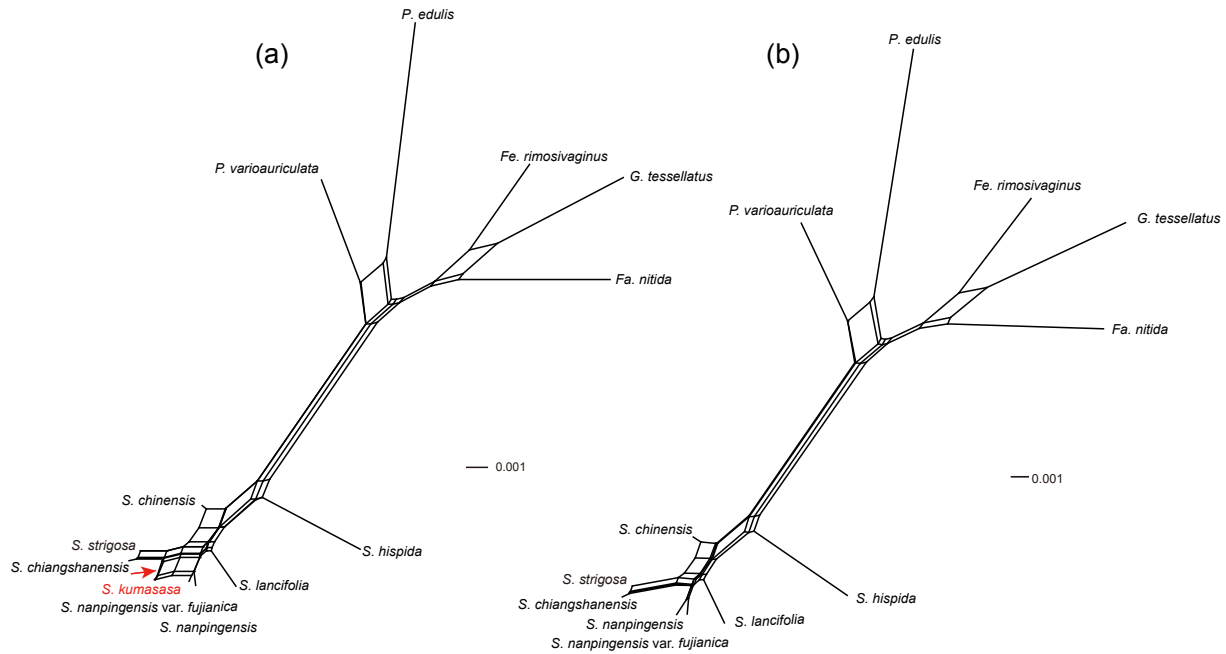 (a)
P. edulis
Fe. rimosivaginus
P. varioauriculata
G. tessellatus
Fa. nitida
0.001
S. chinensis
S. strigosa
S. hispida
S. chiangshanensis
S. kumasasa
S. lancifolia
S. nanpingensis var. fujianica
S. nanpingensis
(b)
P. edulis
Fe. rimosivaginus
P. varioauriculata
G. tessellatus
Fa. nitida
0.001
S. chinensis
S. strigosa
S. hispida
S. chiangshanensis
S. lancifolia
S. nanpingensis
S. nanpingensis var. fujianica